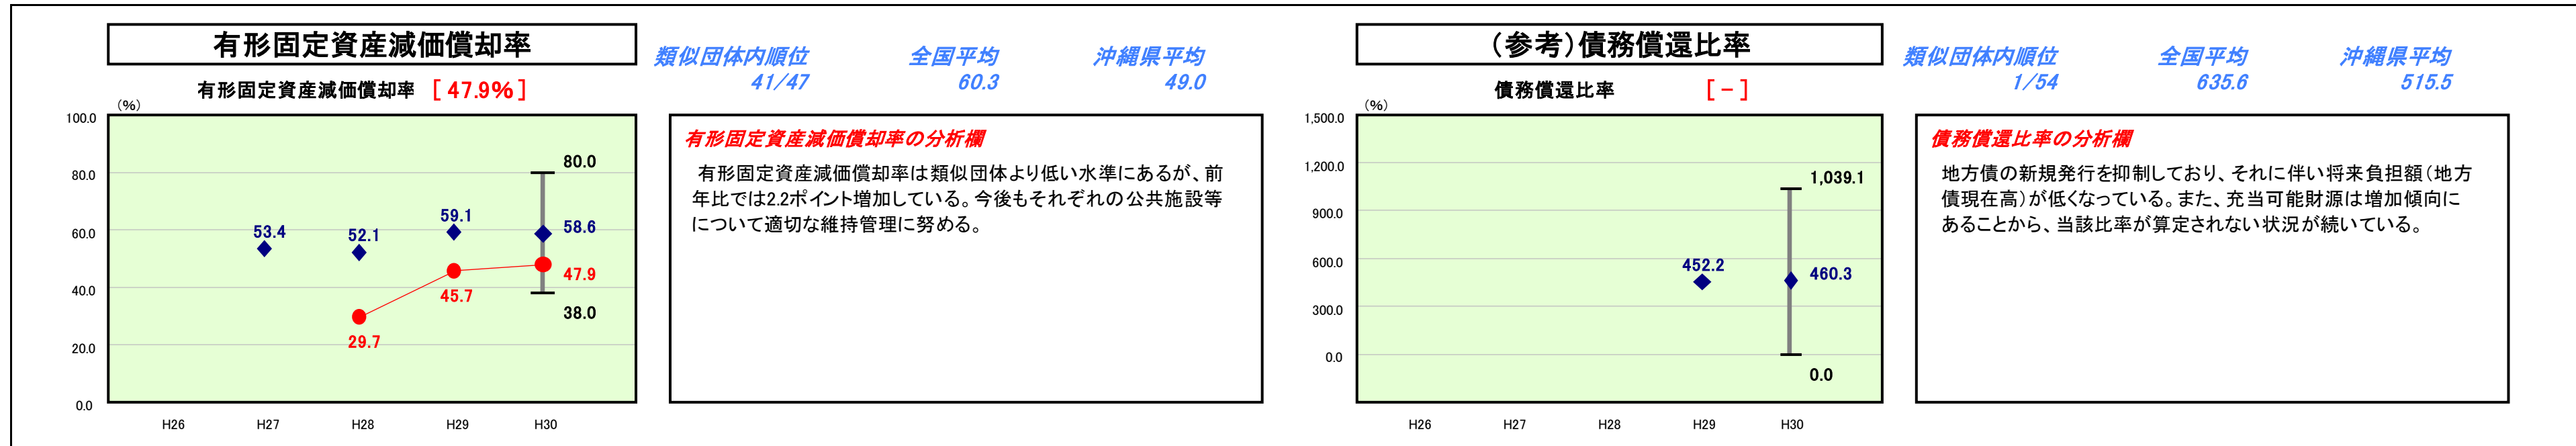 有形固定資産減価償却率
類似団体内順位 全国平均 沖縄県平均
41/47 60.3 49.0
有形固定資産減価償却率 [ 47.9% ]
(%)
100.0
80.0
60.0
40.0
20.0
0.0
80.0
53.4
52.1
59.1
58.6
47.9
45.7
38.0
29.7
H26 H27 H28 H29 H30
有形固定資産減価償却率の分析欄
有形固定資産減価償却率は類似団体より低い水準にあるが、前
年比では2.2ポイント増加している。今後もそれぞれの公共施設等
について適切な維持管理に努める。
(参考)債務償還比率
類似団体内順位 全国平均 沖縄県平均
1/54 635.6 515.5
債務償還比率 [ - ]
(%)
1,500.0
1,200.0
900.0
600.0
300.0
0.0
1,039.1
452.2
460.3
0.0
H26 H27 H28 H29 H30
債務償還比率の分析欄
地方債の新規発行を抑制しており、それに伴い将来負担額(地方
債現在高)が低くなっている。また、充当可能財源は増加傾向に
あることから、当該比率が算定されない状況が続いている。